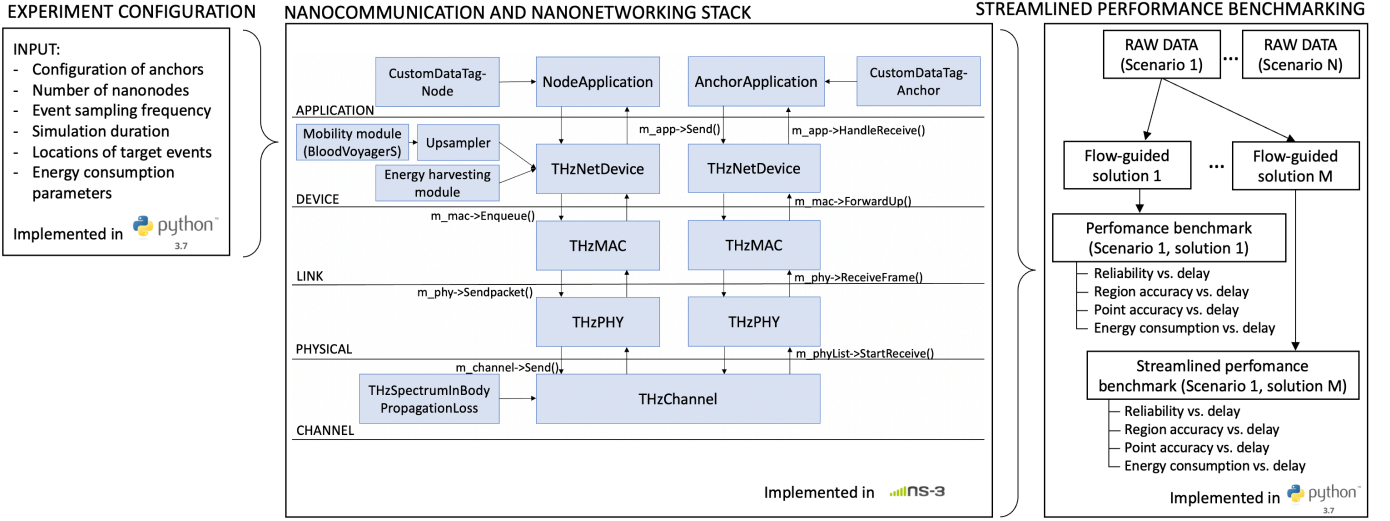 EXPERIMENT CONFIGURATION
INPUT:
- Configuration of anchors
- Number of nanonodes
- Event sampling frequency
- Simulation duration
- Locations of target events
- Energy consumption
parameters
Implemented in python
3.7
NANOCOMMUNICATION AND NANONETWORKING STACK
CustomDataTag-
Node
NodeApplication
AnchorApplication
CustomDataTag-
Anchor
APPLICATION
m_app->Send()
m_app->HandleReceive()
Mobility module
(BloodVoyagerS)
Upsampler
Energy harvesting
module
THzNetDevice
THzNetDevice
DEVICE
m_mac->Enqueue()
m_mac->ForwardUp()
THzMAC
THzMAC
LINK
m_phy->Sendpacket()
m_phy->ReceiveFrame()
THzPHY
THzPHY
PHYSICAL
m_channel->Send()
m_phyList->StartReceive()
THzSpectrumInBody
PropagationLoss
THzChannel
CHANNEL
Implemented in ns-3
STREAMLINED PERFORMANCE BENCHMARKING
RAW DATA
(Scenario 1)
...
RAW DATA
(Scenario N)
Flow-guided
solution 1
...
Flow-guided
solution M
Perfomance benchmark
(Scenario 1, solution 1)
Reliability vs. delay
Region accuracy vs. delay
Point accuracy vs. delay
Energy consumption vs. delay
Streamlined perfomance
benchmark (Scenario 1, solution M)
Reliability vs. delay
Region accuracy vs. delay
Point accuracy vs. delay
Energy consumption vs. delay
Implemented in python
3.7